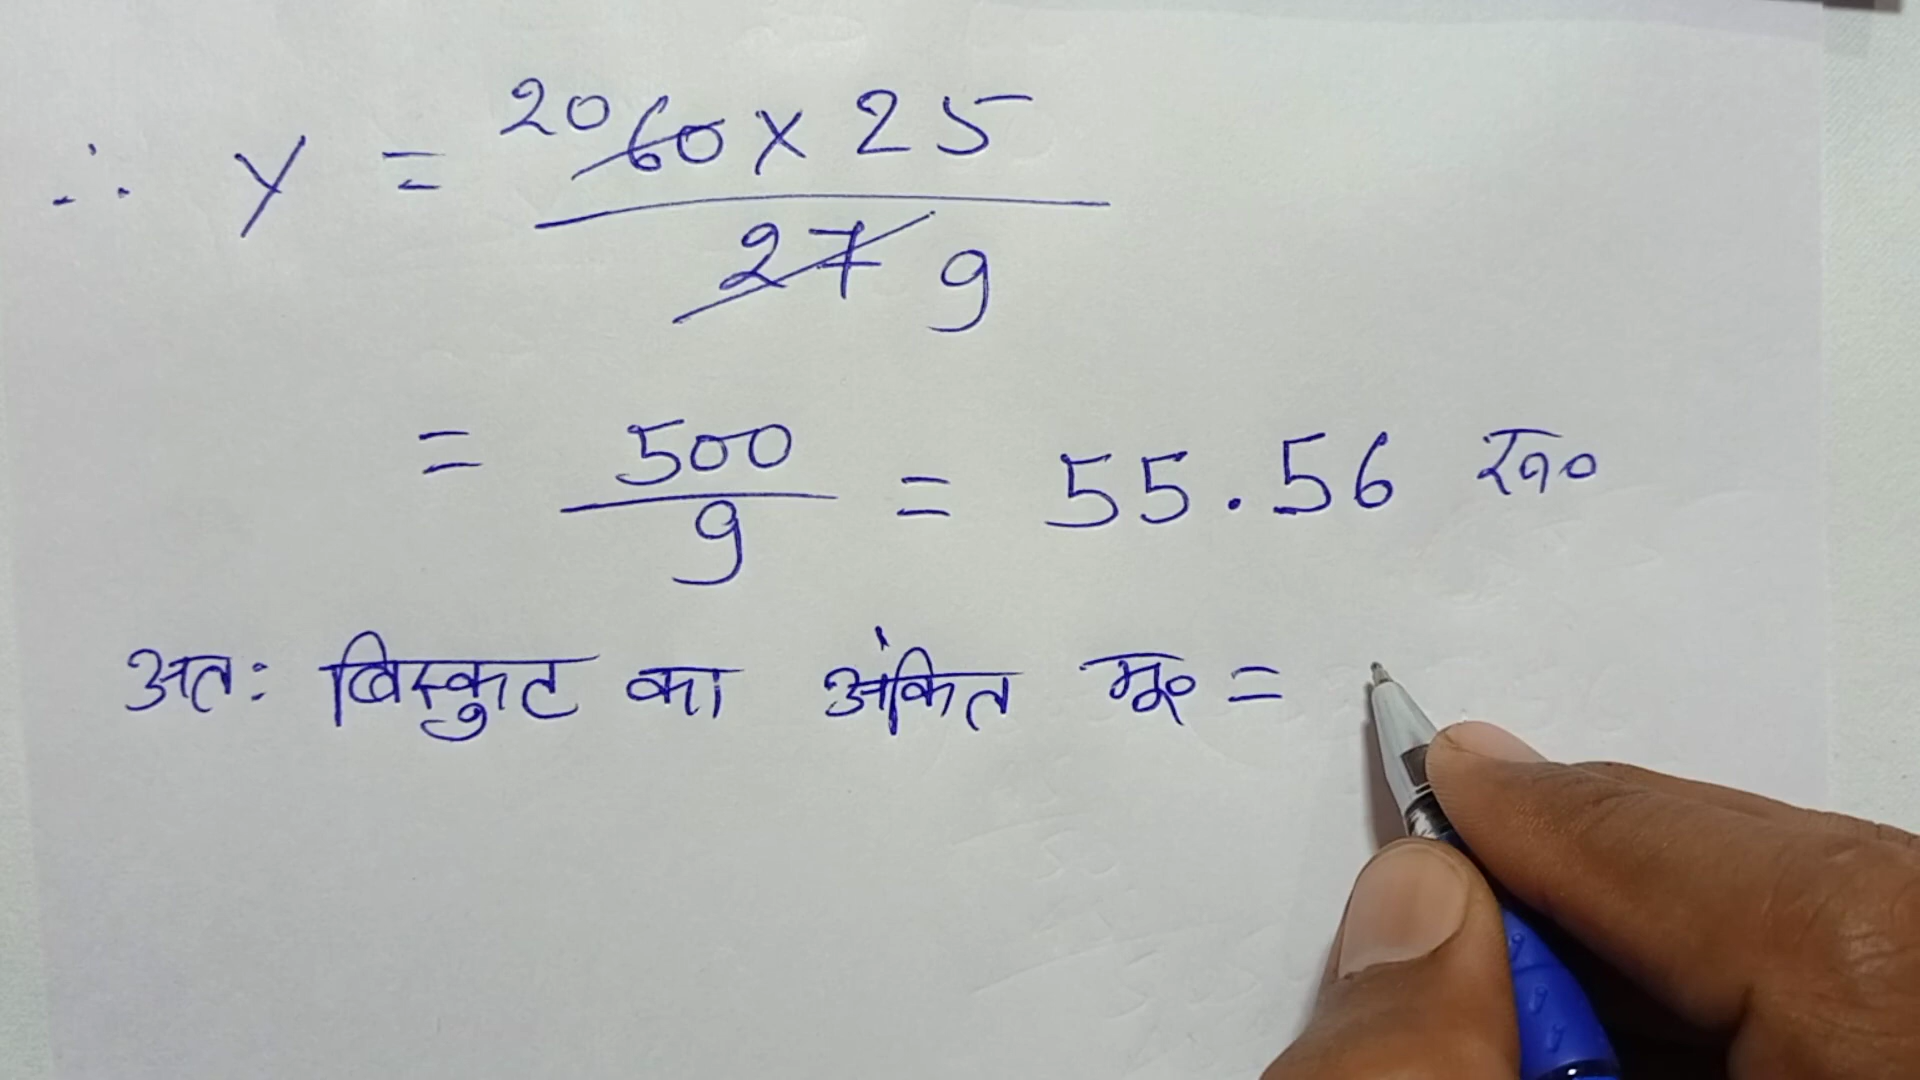 ∴ y = 20 60 x 25
27 9
= 500/9 = 55.56 रु०
अतः बिस्कुट का अंकित मू० =